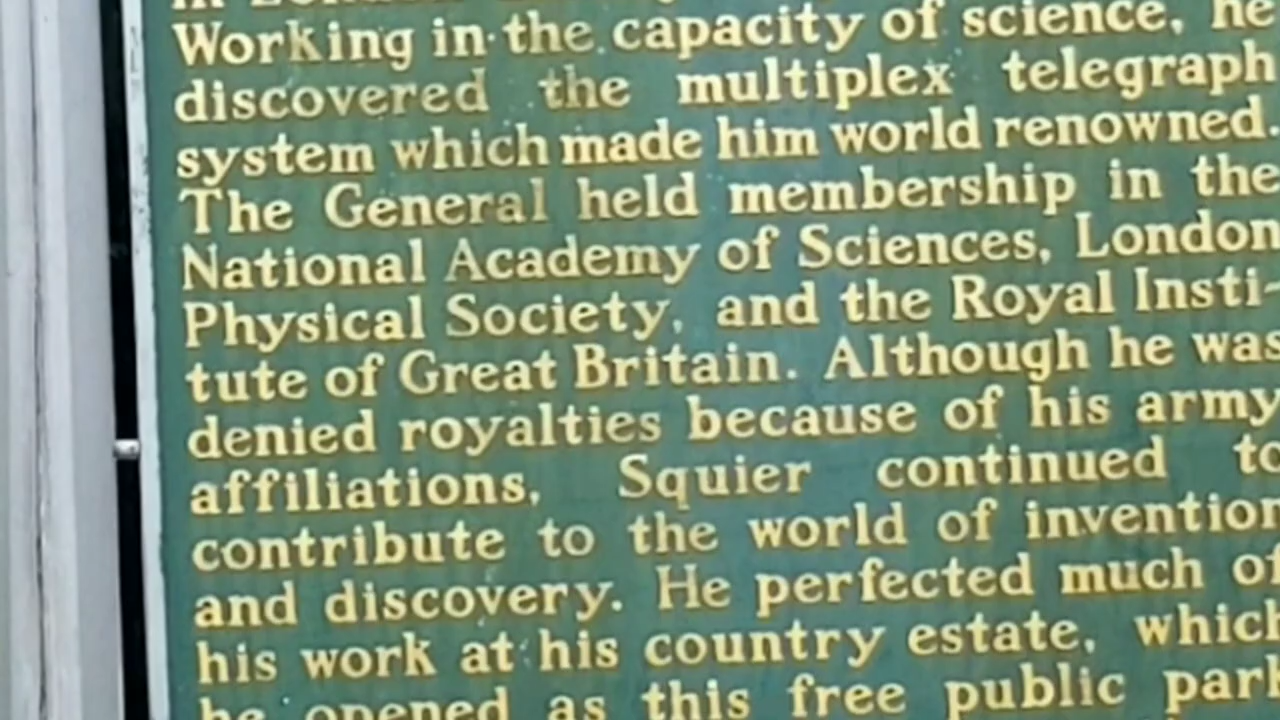 in London
Working in the capacity of science, he
discovered the multiplex telegraph
system which made him world renowned.
The General held membership in the
National Academy of Sciences, London
Physical Society, and the Royal Insti-
tute of Great Britain. Although he was
denied royalties because of his army
affiliations, Squier continued to
contribute to the world of invention
and discovery. He perfected much of
his work at his country estate, which
he opened as this free public park